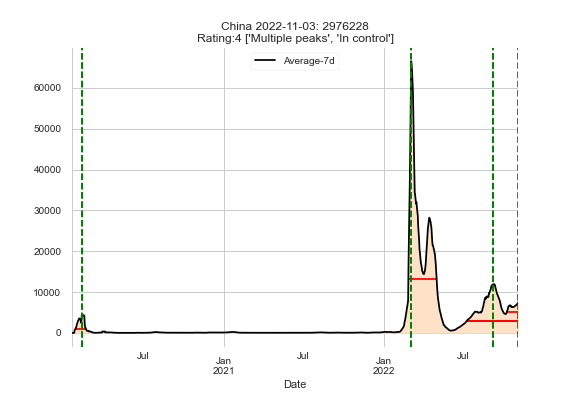 China 2022-11-03: 2976228
Rating:4 ['Multiple peaks', 'In control']
Average-7d
60000
50000
40000
30000
20000
10000
0
Jul
Jan
2021
Jul
Jan
2022
Jul
Date